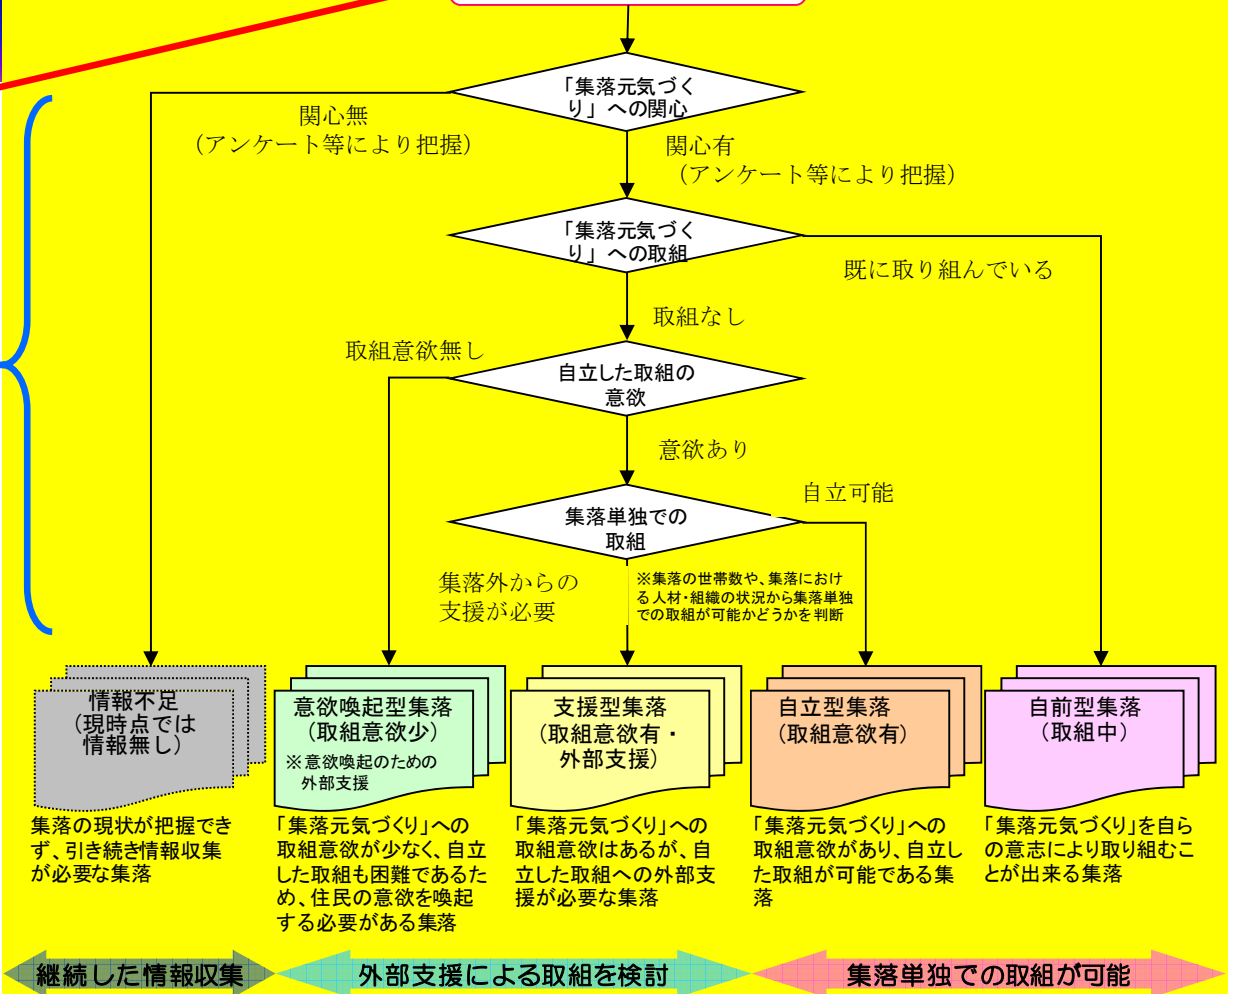 「集落元気づく
り」への関心
関心無
（アンケート等により把握）
関心有
（アンケート等により把握）
「集落元気づく
り」への取組
既に取り組んでいる
取組なし
取組意欲無し
自立した取組の
意欲
意欲あり
自立可能
集落単独での
取組
集落外からの
支援が必要
※集落の世帯数や、集落におけ
る人材・組織の状況から集落単独
での取組が可能かどうかを判断
情報不足
（現時点では
情報無し）
意欲喚起型集落
（取組意欲少）
※意欲喚起のための
外部支援
支援型集落
（取組意欲有・
外部支援）
自立型集落
（取組意欲有）
自前型集落
（取組中）
集落の現状が把握でき
ず、引き続き情報収集
が必要な集落
「集落元気づくり」への
取組意欲が少なく、自立
した取組も困難であるた
め、住民の意欲を喚起
する必要がある集落
「集落元気づくり」への
取組意欲はあるが、自
立した取組への外部支
援が必要な集落
「集落元気づくり」への
取組意欲があり、自立し
た取組が可能である集
落
「集落元気づくり」を自ら
の意志により取り組むこ
とが出来る集落
継続した情報収集
外部支援による取組を検討
集落単独での取組が可能